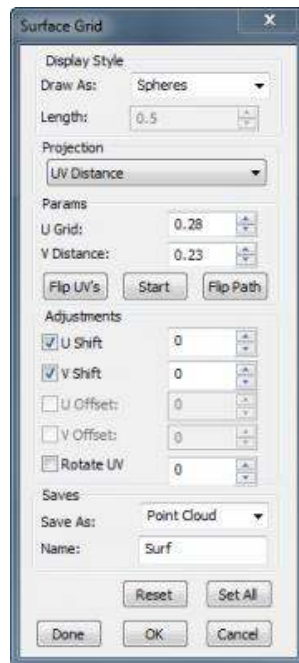 Surface Grid x
Display Style
Draw As: Spheres
Length: 0.5
Projection
UV Distance
Params
U Grid: 0.28
V Distance: 0.23
Flip UV's Start Flip Path
Adjustments
U Shift 0
V Shift 0
U Offset: 0
V Offset: 0
Rotate UV 0
Saves
Save As: Point Cloud
Name: Surf
Reset Set All
Done OK Cancel